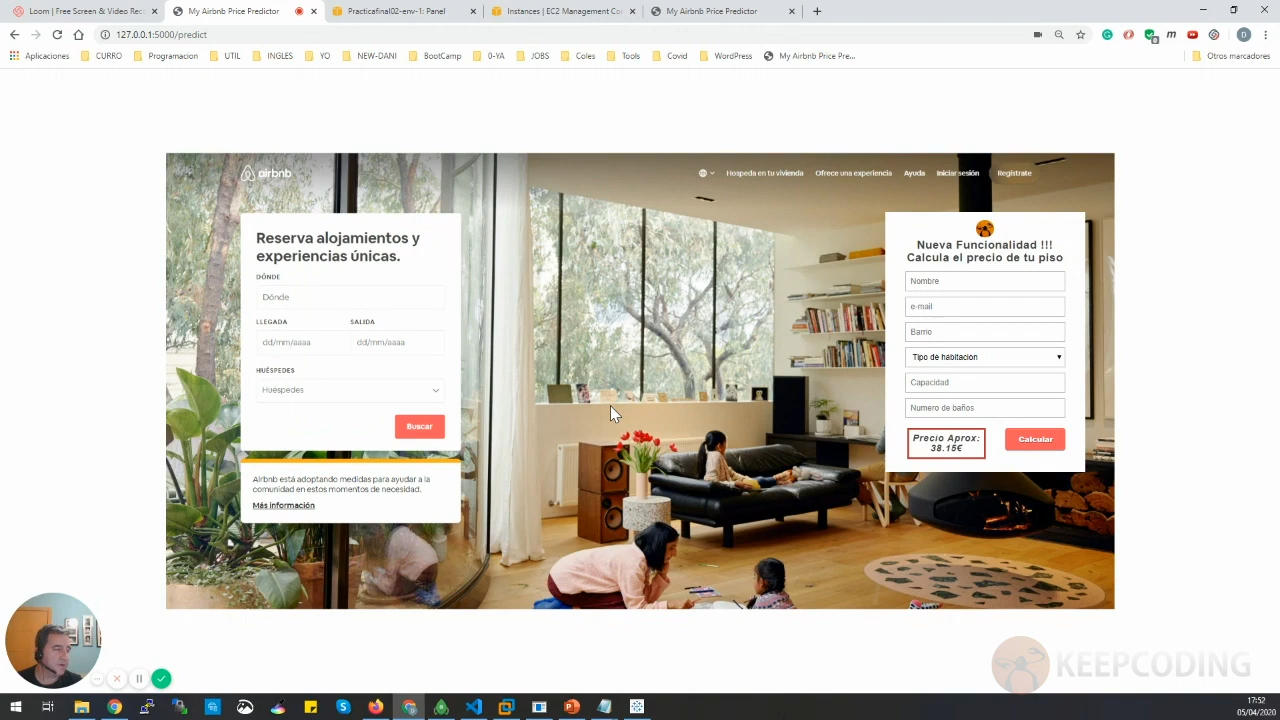 Loom | Free Screen & Video Rec
My Airbnb Price Predictor
Practicafinal02-env-1: Panel
Instances | EC2 Management Co
My Airbnb Price Predictor
127.0.0.1:5000/predict
Aplicaciones
CURRO
Programacion
UTIL
INGLES
YO
NEW-DANI
BootCamp
0-YA
JOBS
Coles
Tools
Covid
WordPress
My Airbnb Price Pre...
Otros marcadores
airbnb
Hospeda en tu vivienda
Ofrece una experiencia
Ayuda
Iniciar sesión
Regístrate
Reserva alojamientos y
experiencias únicas.
DÓNDE
Dónde
LLEGADA
SALIDA
dd/mm/aaaa
dd/mm/aaaa
HUÉSPEDES
Huéspedes
Buscar
Airbnb está adoptando medidas para ayudar a la
comunidad en estos momentos de necesidad.
Más información
Nueva Funcionalidad !!!
Calcula el precio de tu piso
Nombre
e-mail
Barrio
Tipo de habitacion
Capacidad
Numero de baños
Precio Aprox:
38.15€
Calcular
KEEPCODING
17:52
05/04/2020